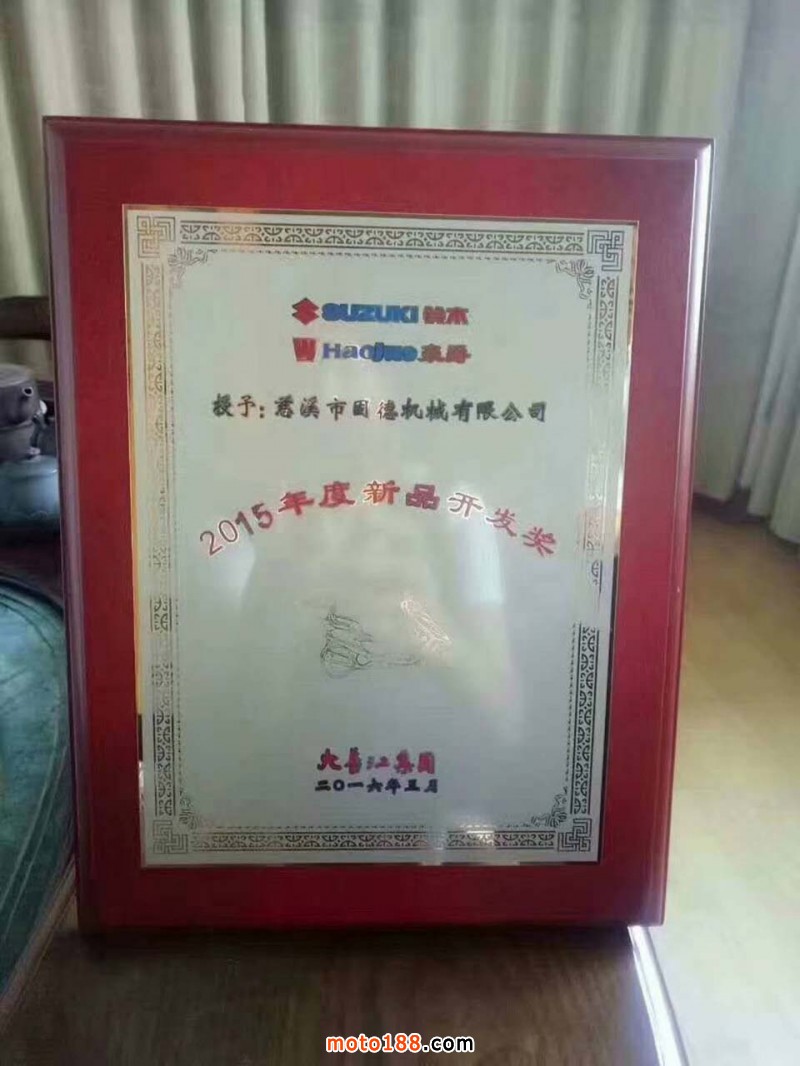 SUZUKI 铃木
Haojue 豪爵
授予：慈溪市固德机械有限公司
2015年度新品开发奖
大长江集团
二〇一六年三月
moto188.com